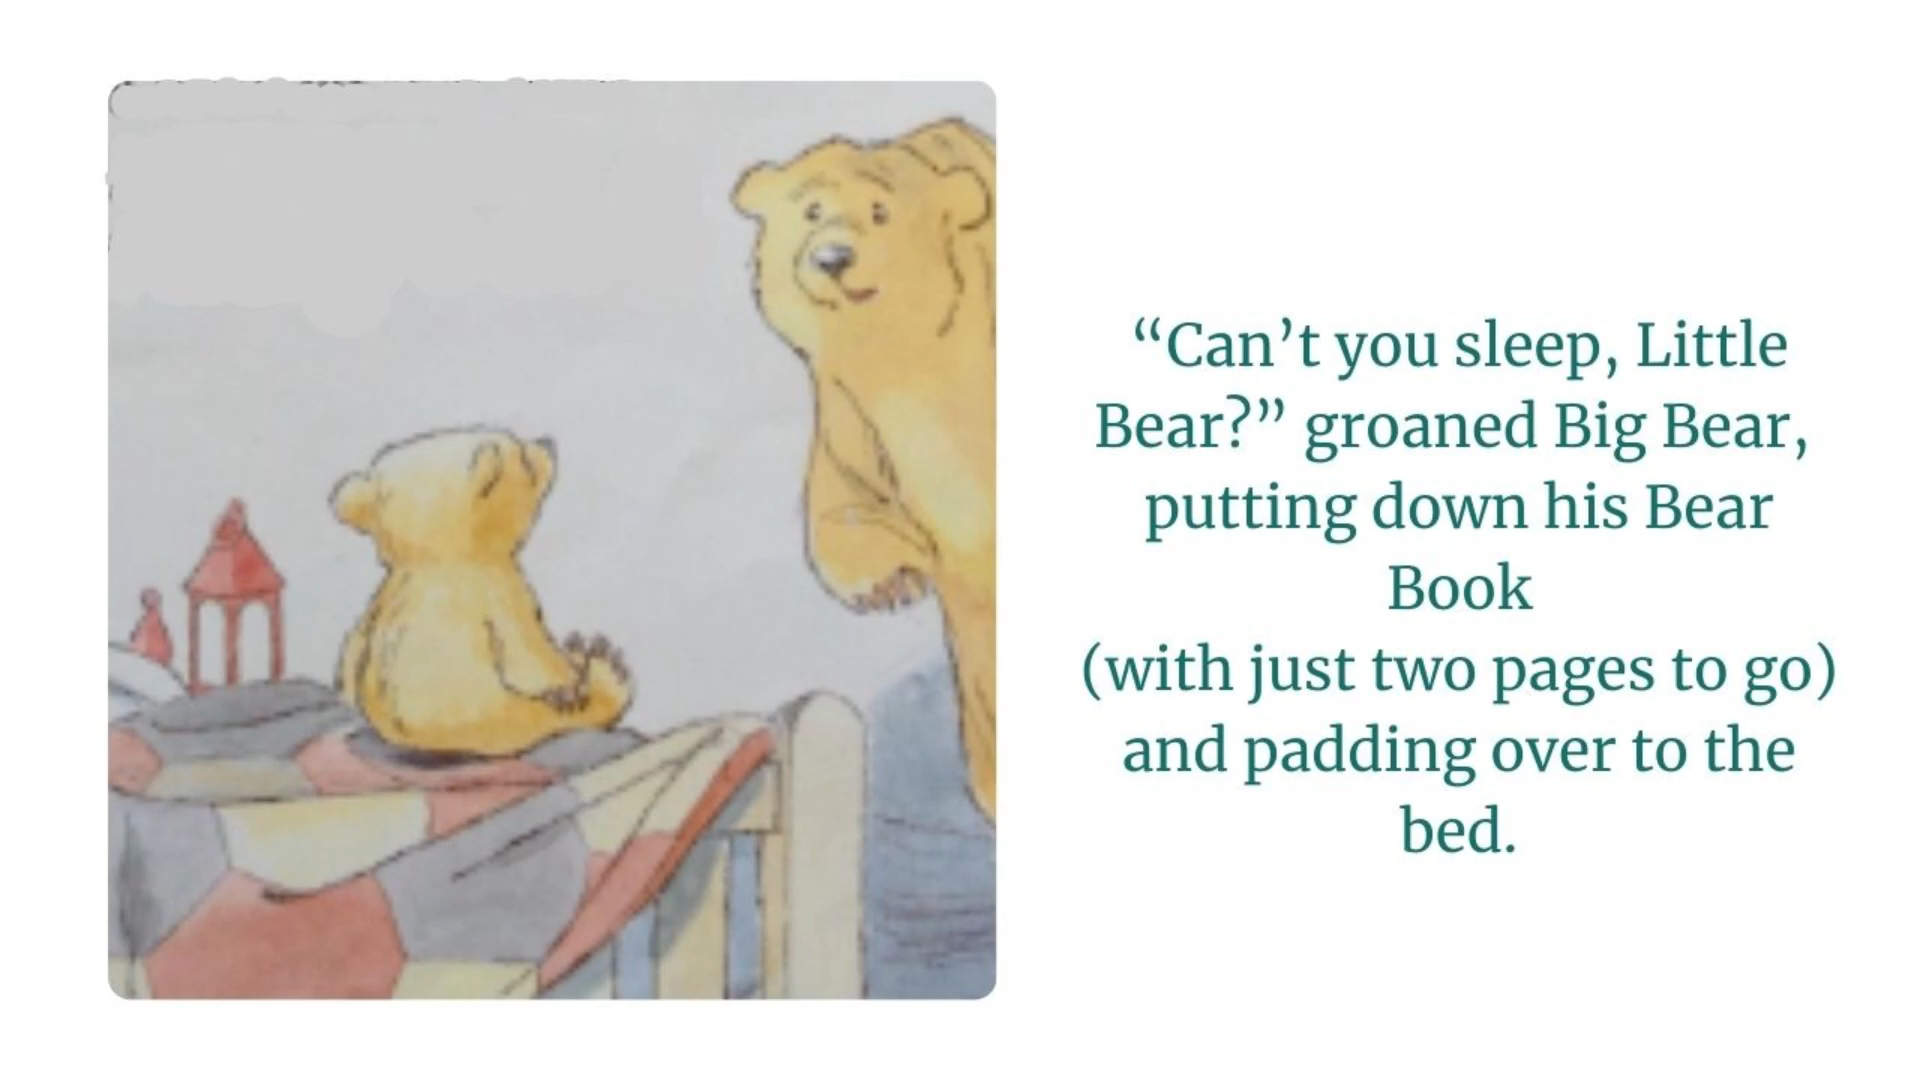 “Can’t you sleep, Little
Bear?” groaned Big Bear,
putting down his Bear
Book
(with just two pages to go)
and padding over to the
bed.